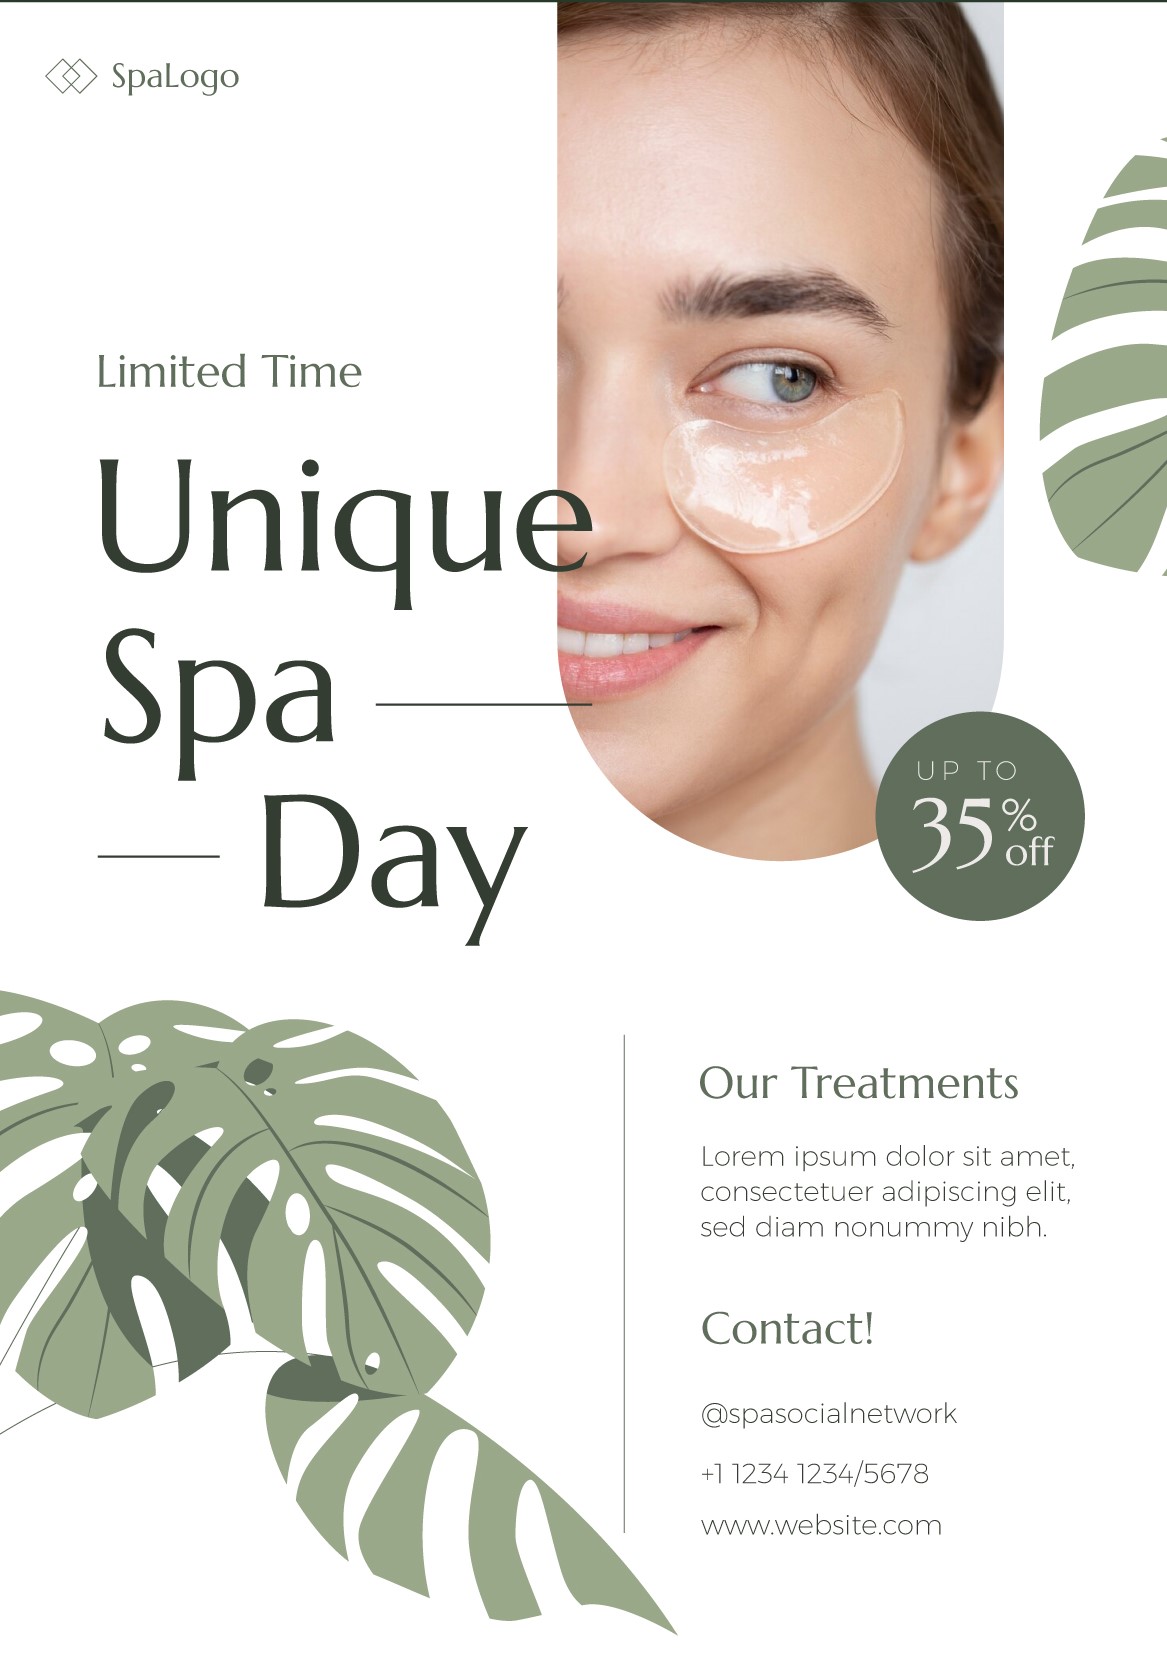 SpaLogo
Limited Time
Unique
Spa
Day
UP TO
35%
off
Our Treatments
Lorem ipsum dolor sit amet,
consectetuer adipiscing elit,
sed diam nonummy nibh.
Contact!
@spasocialnetwork
+1 1234 1234/5678
www.website.com